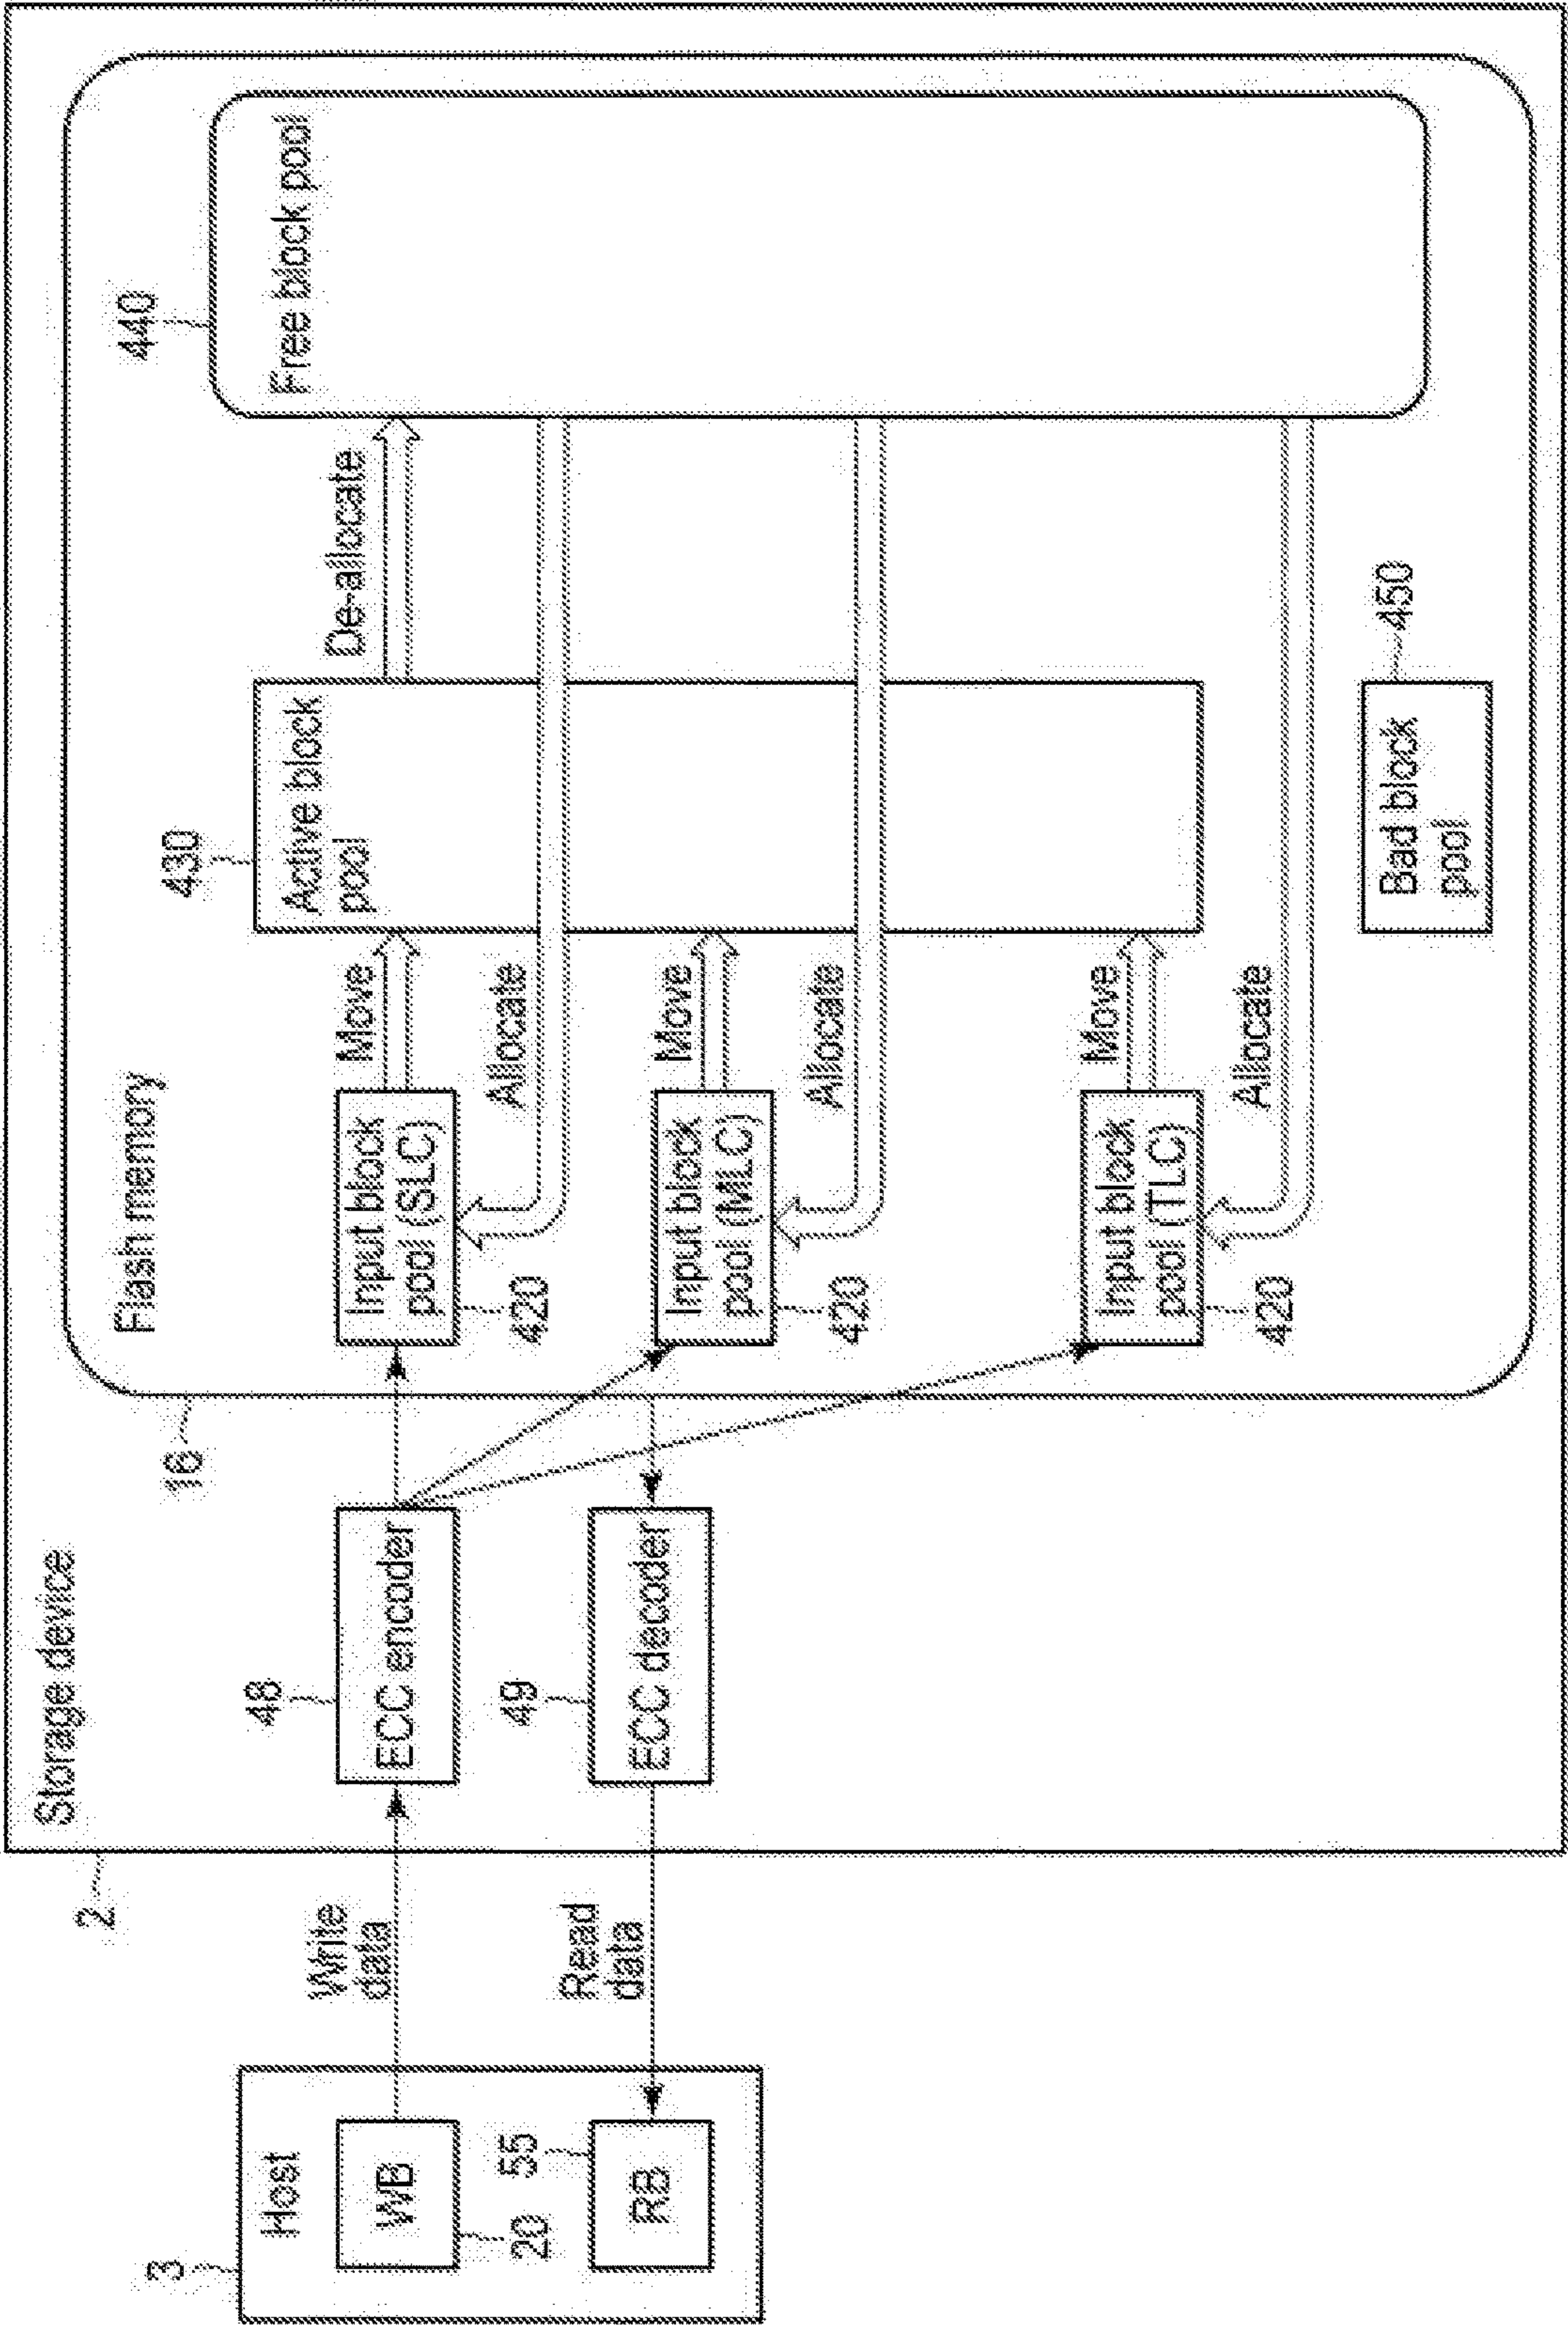 Storage device
2
Flash memory
16
Host
3
WB
20
RB
55
Write
data
Read
data
48
ECC encoder
49
ECC decoder
Input block
pool (SLC)
420
Move
Allocate
Input block
pool (MLC)
420
Move
Allocate
Input block
pool (TLC)
420
Move
Allocate
430
Active block
pool
De-allocate
440
Free block pool
Bad block
pool
450